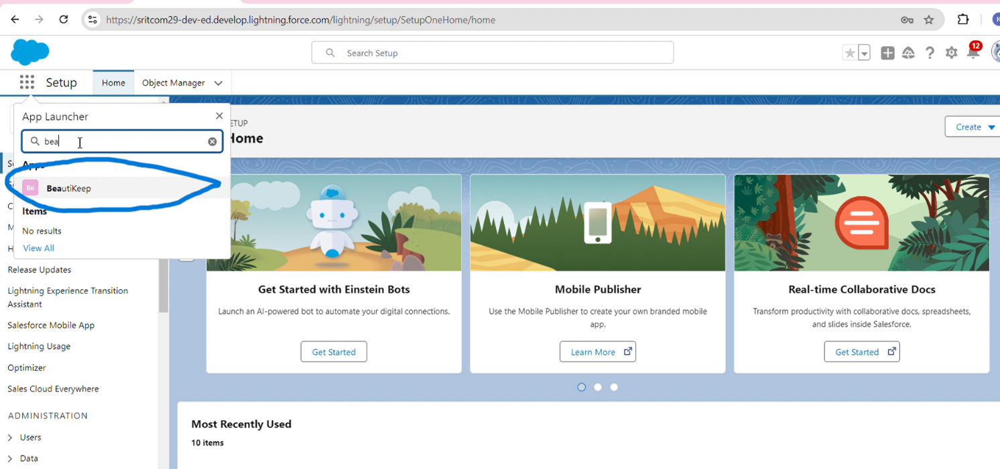 https://sritcom29-dev-ed.develop.lightning.force.com/lightning/setup/SetupOneHome/home
K
Search Setup
12
Setup
Home
Object Manager
App Launcher
bea
Apps
Be BeautiKeep
Items
No results
View All
ETUP
Home
Create
Release Updates
Lightning Experience Transition
Assistant
Salesforce Mobile App
Lightning Usage
Optimizer
Sales Cloud Everywhere
ADMINISTRATION
Users
Data
Get Started with Einstein Bots
Launch an AI-powered bot to automate your digital connections.
Get Started
Mobile Publisher
Use the Mobile Publisher to create your own branded mobile
app.
Learn More
Real-time Collaborative Docs
Transform productivity with collaborative docs, spreadsheets,
and slides inside Salesforce.
Get Started
Most Recently Used
10 items